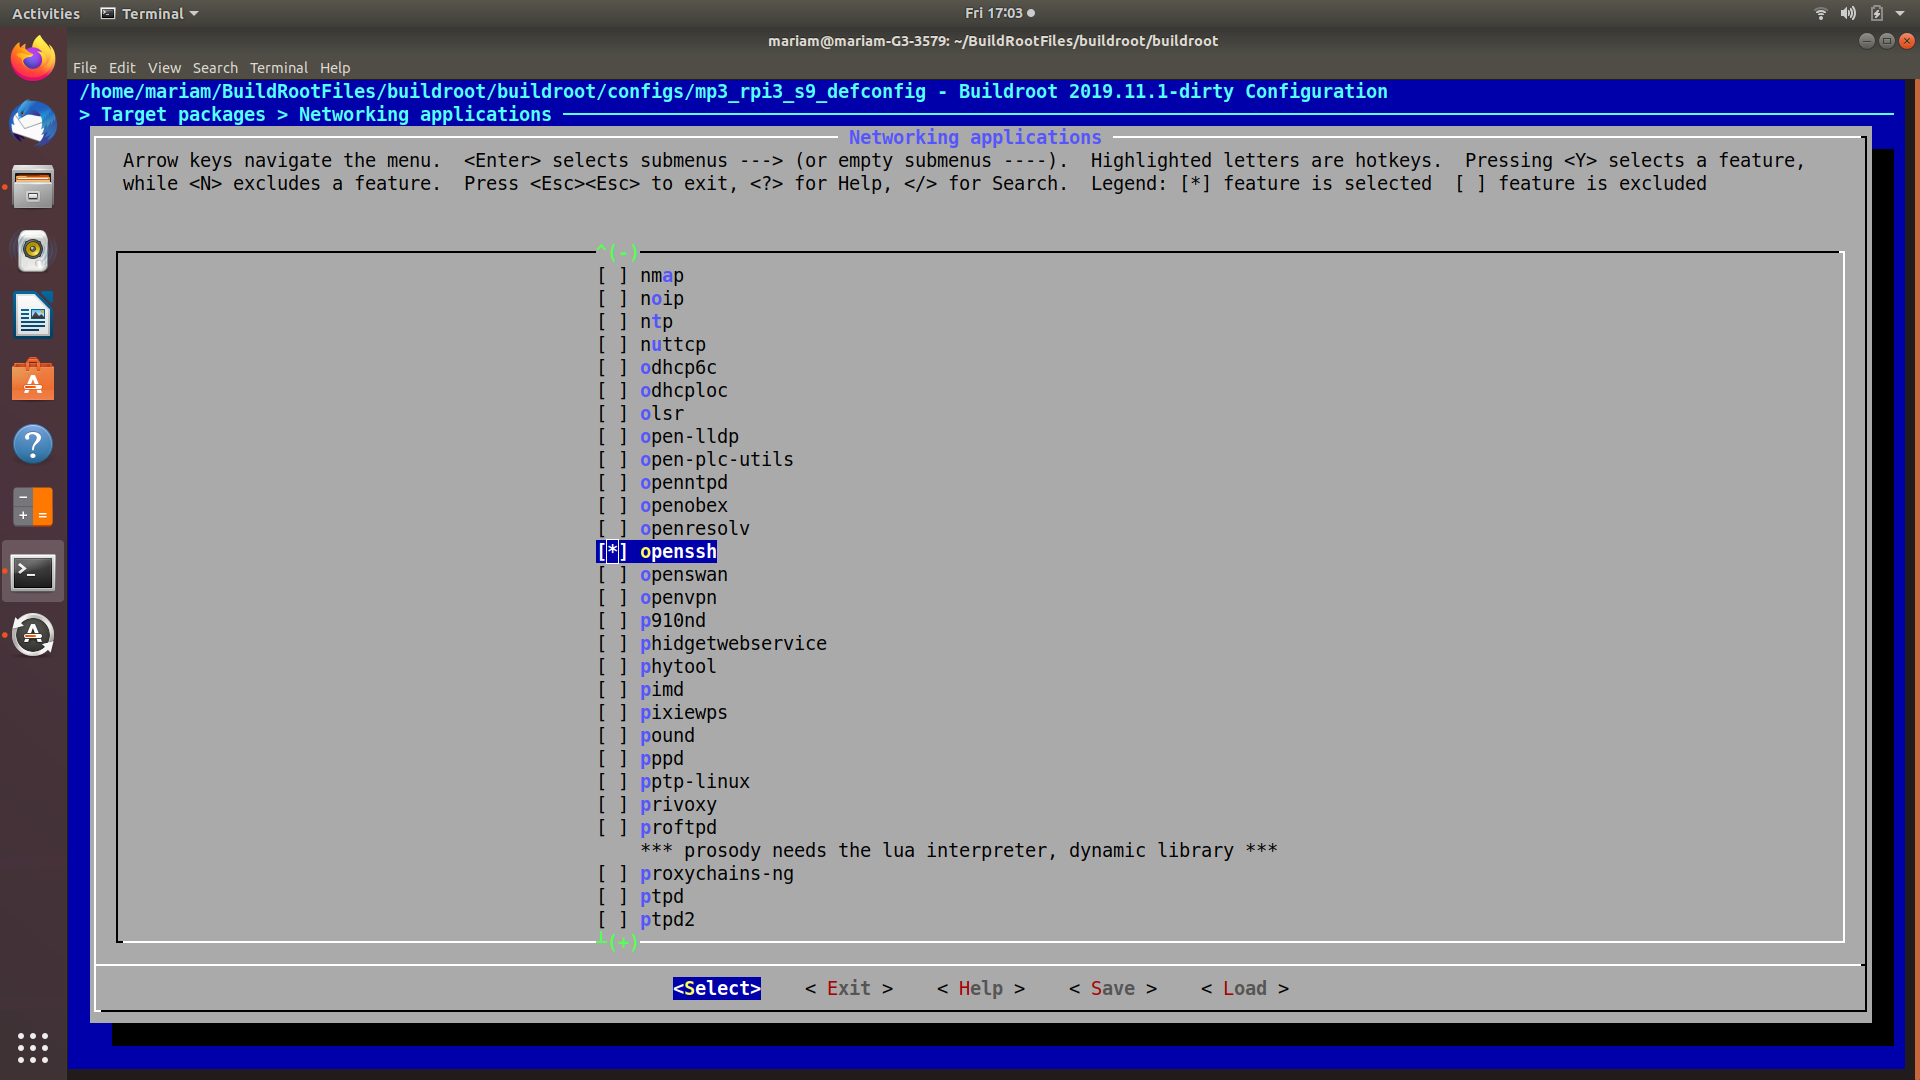 Activities Terminal Fri 17:03
mariam@mariam-G3-3579: ~/BuildRootFiles/buildroot/buildroot
File Edit View Search Terminal Help
/home/mariam/BuildRootFiles/buildroot/buildroot/configs/mp3_rpi3_s9_defconfig - Buildroot 2019.11.1-dirty Configuration
> Target packages > Networking applications
Networking applications
Arrow keys navigate the menu.  <Enter> selects submenus ---> (or empty submenus ----).  Highlighted letters are hotkeys.  Pressing <Y> selects a feature,
while <N> excludes a feature.  Press <Esc><Esc> to exit, <?> for Help, </> for Search.  Legend: [*] feature is selected  [ ] feature is excluded
^(-)
[ ] nmap
[ ] noip
[ ] ntp
[ ] nuttcp
[ ] odhcp6c
[ ] odhcploc
[ ] olsr
[ ] open-lldp
[ ] open-plc-utils
[ ] openntpd
[ ] openobex
[ ] openresolv
[*] openssh
[ ] openswan
[ ] openvpn
[ ] p910nd
[ ] phidgetwebservice
[ ] phytool
[ ] pimd
[ ] pixiewps
[ ] pound
[ ] pppd
[ ] pptp-linux
[ ] privoxy
[ ] proftpd
*** prosody needs the lua interpreter, dynamic library ***
[ ] proxychains-ng
[ ] ptpd
[ ] ptpd2
┴(+)
<Select> < Exit > < Help > < Save > < Load >